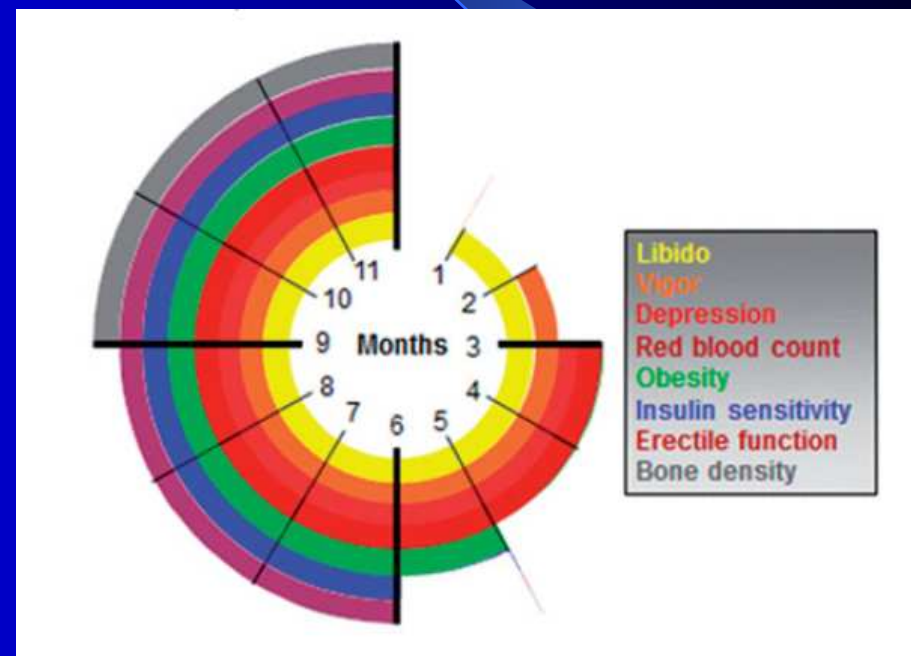 11
1
10
2
9 Months 3
8
4
7
6
5
Libido
Vigor
Depression
Red blood count
Obesity
Insulin sensitivity
Erectile function
Bone density